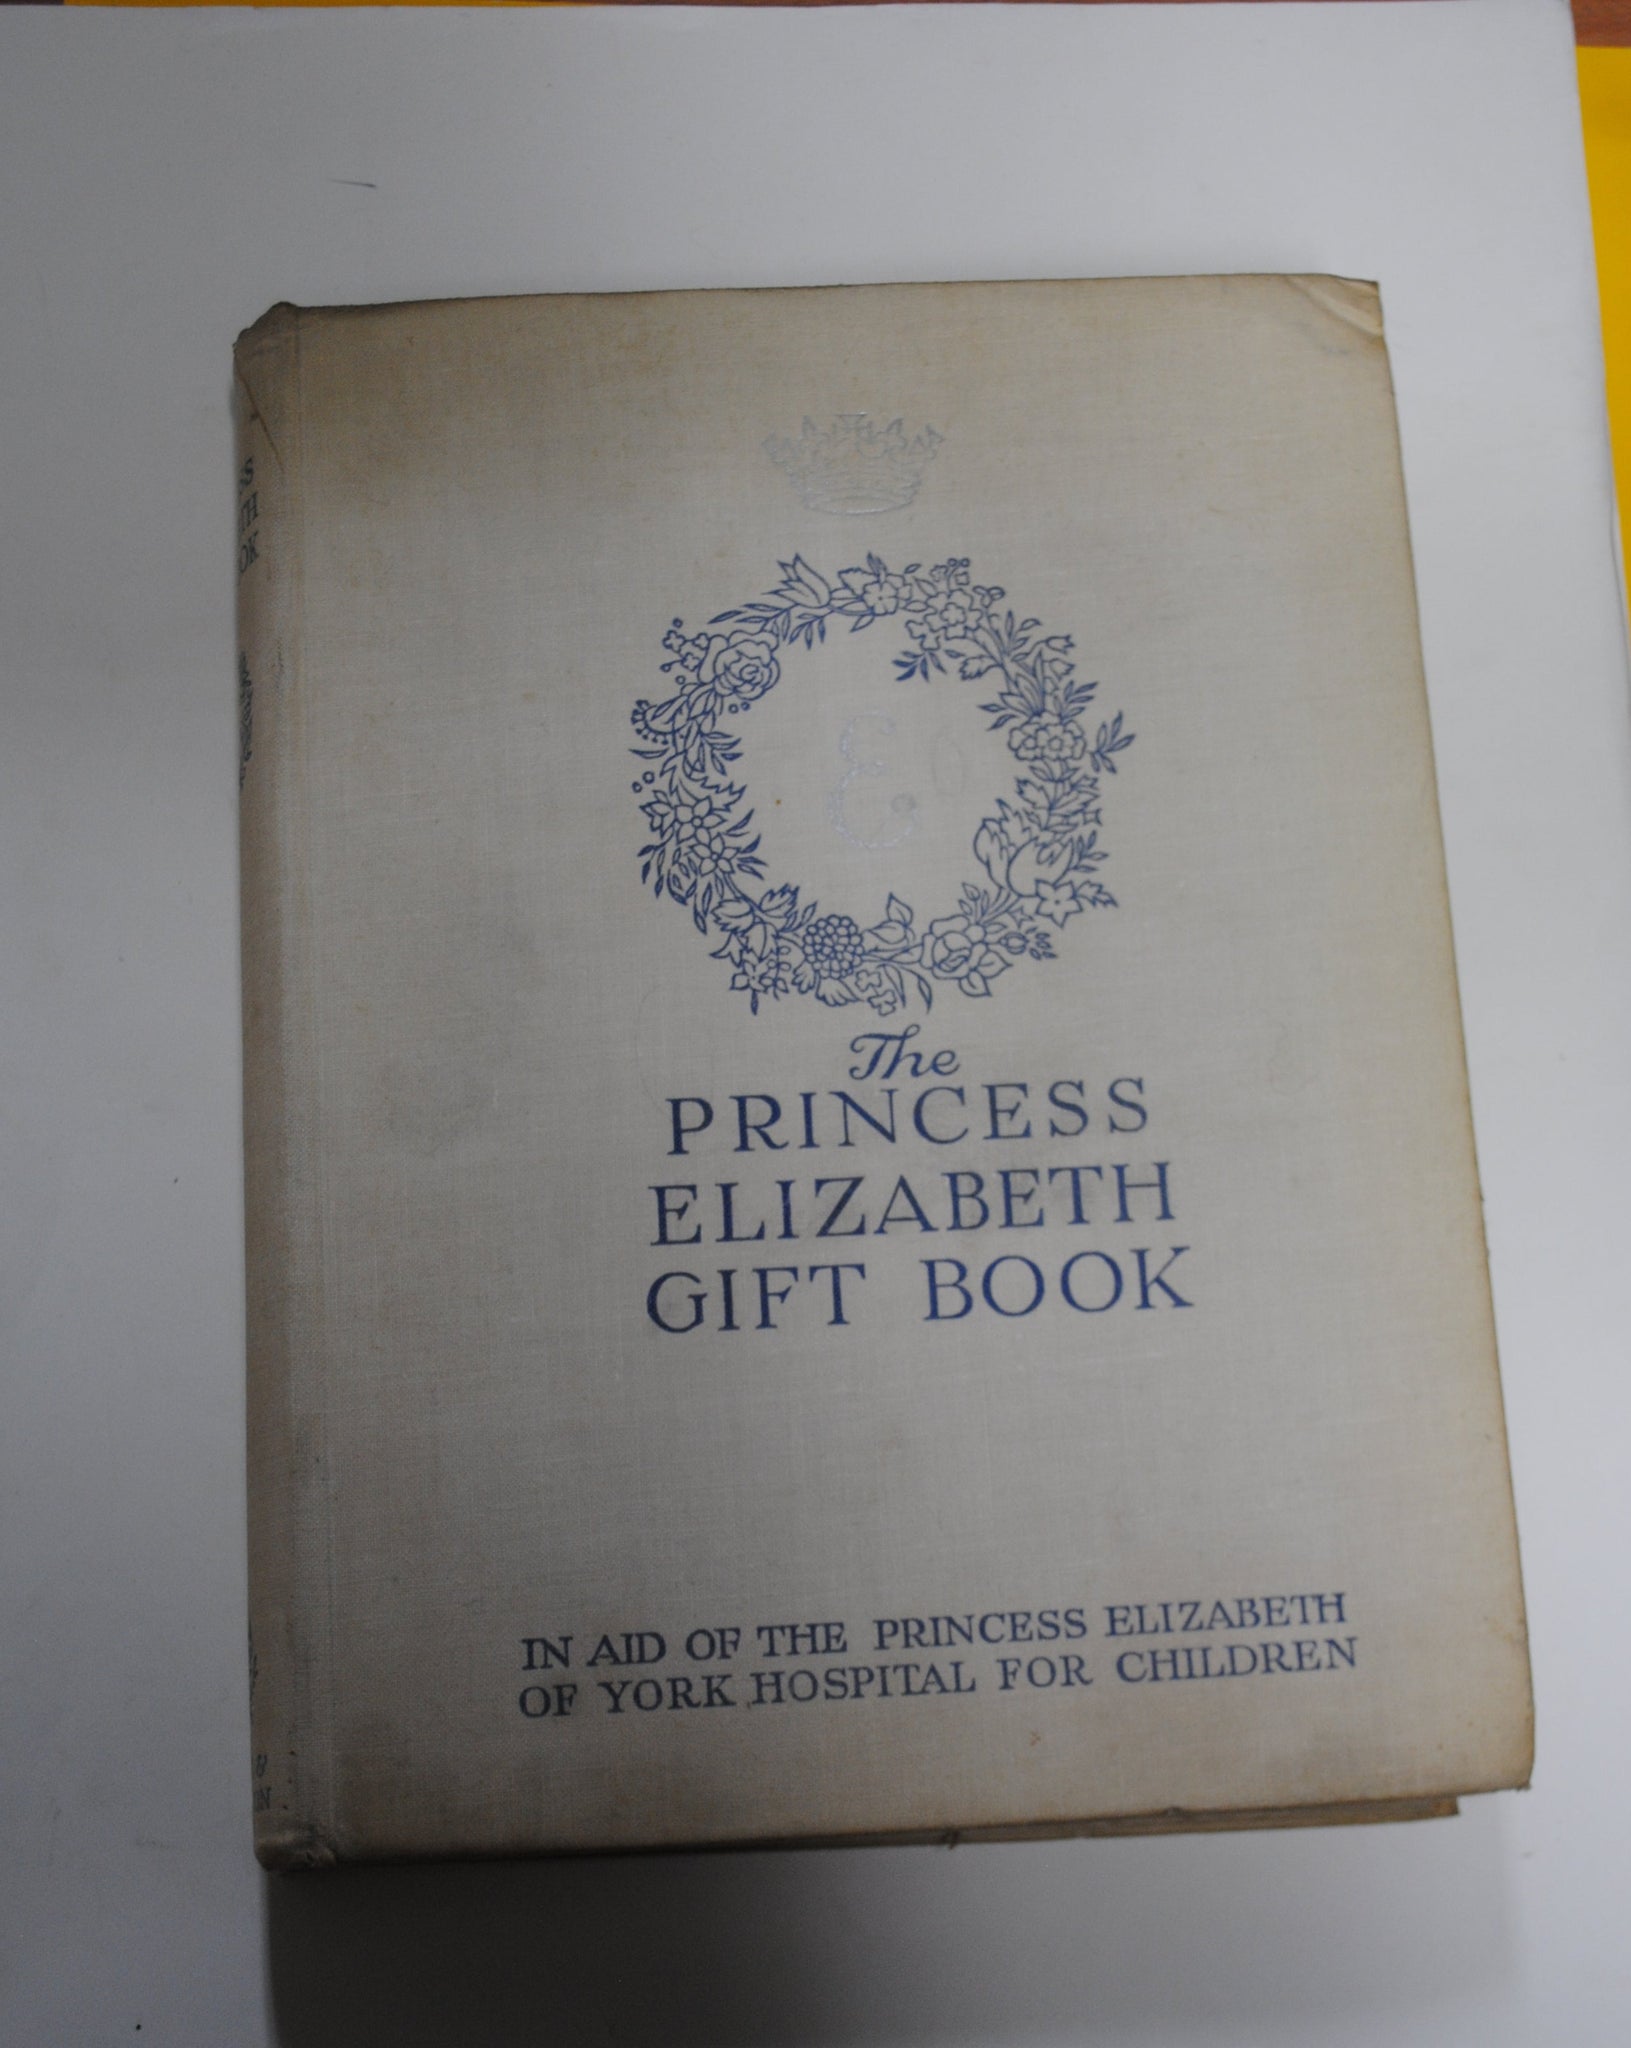 The
PRINCESS
ELIZABETH
GIFT BOOK
IN AID OF THE PRINCESS ELIZABETH
OF YORK HOSPITAL FOR CHILDREN